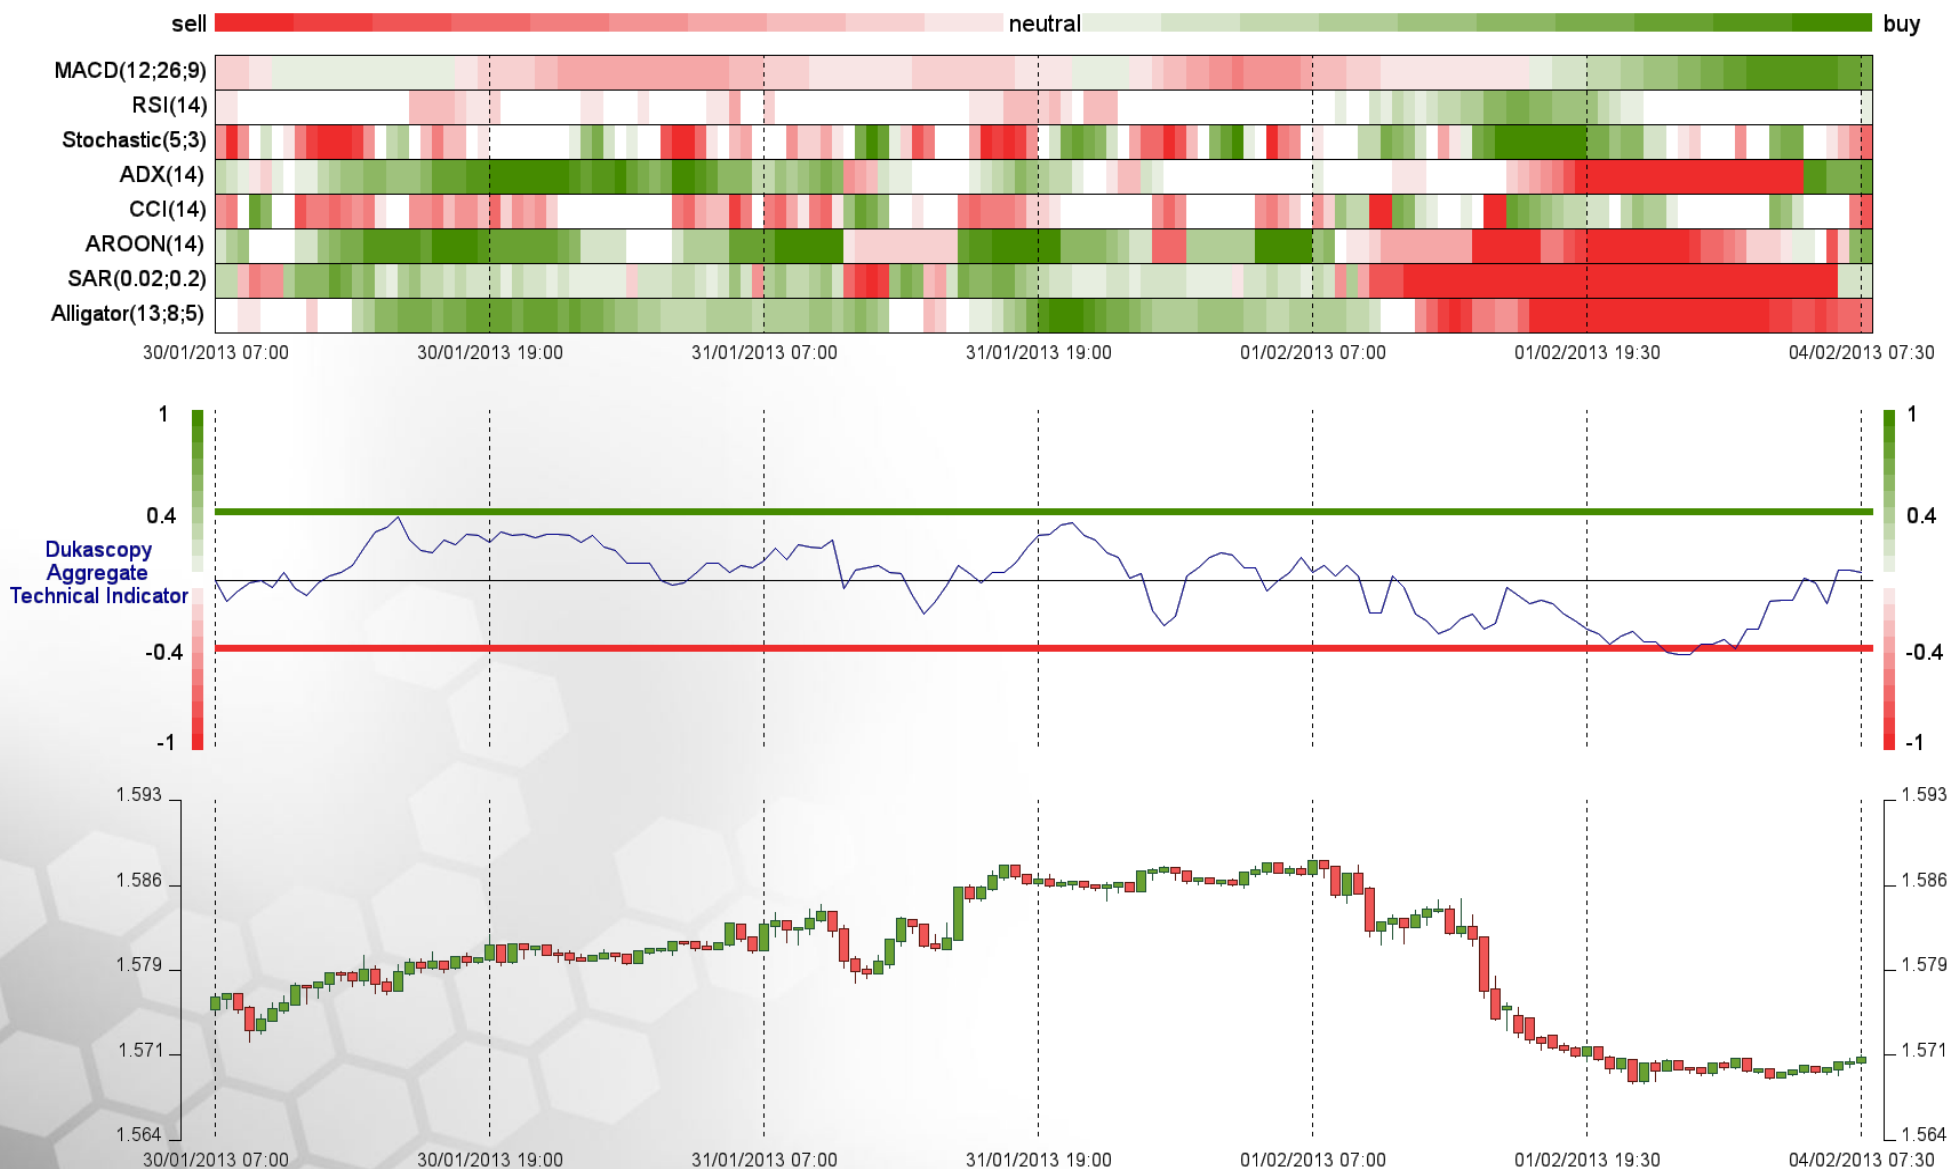 sell neutral buy
MACD(12;26;9)
RSI(14)
Stochastic(5;3)
ADX(14)
CCI(14)
AROON(14)
SAR(0.02;0.2)
Alligator(13;8;5)
30/01/2013 07:00 30/01/2013 19:00 31/01/2013 07:00 31/01/2013 19:00 01/02/2013 07:00 01/02/2013 19:30 04/02/2013 07:30
1 1
0.4 0.4
Dukascopy
Aggregate
Technical Indicator
-0.4 -0.4
-1 -1
1.593 1.593
1.586 1.586
1.579 1.579
1.571 1.571
1.564 1.564
30/01/2013 07:00 30/01/2013 19:00 31/01/2013 07:00 31/01/2013 19:00 01/02/2013 07:00 01/02/2013 19:30 04/02/2013 07:30